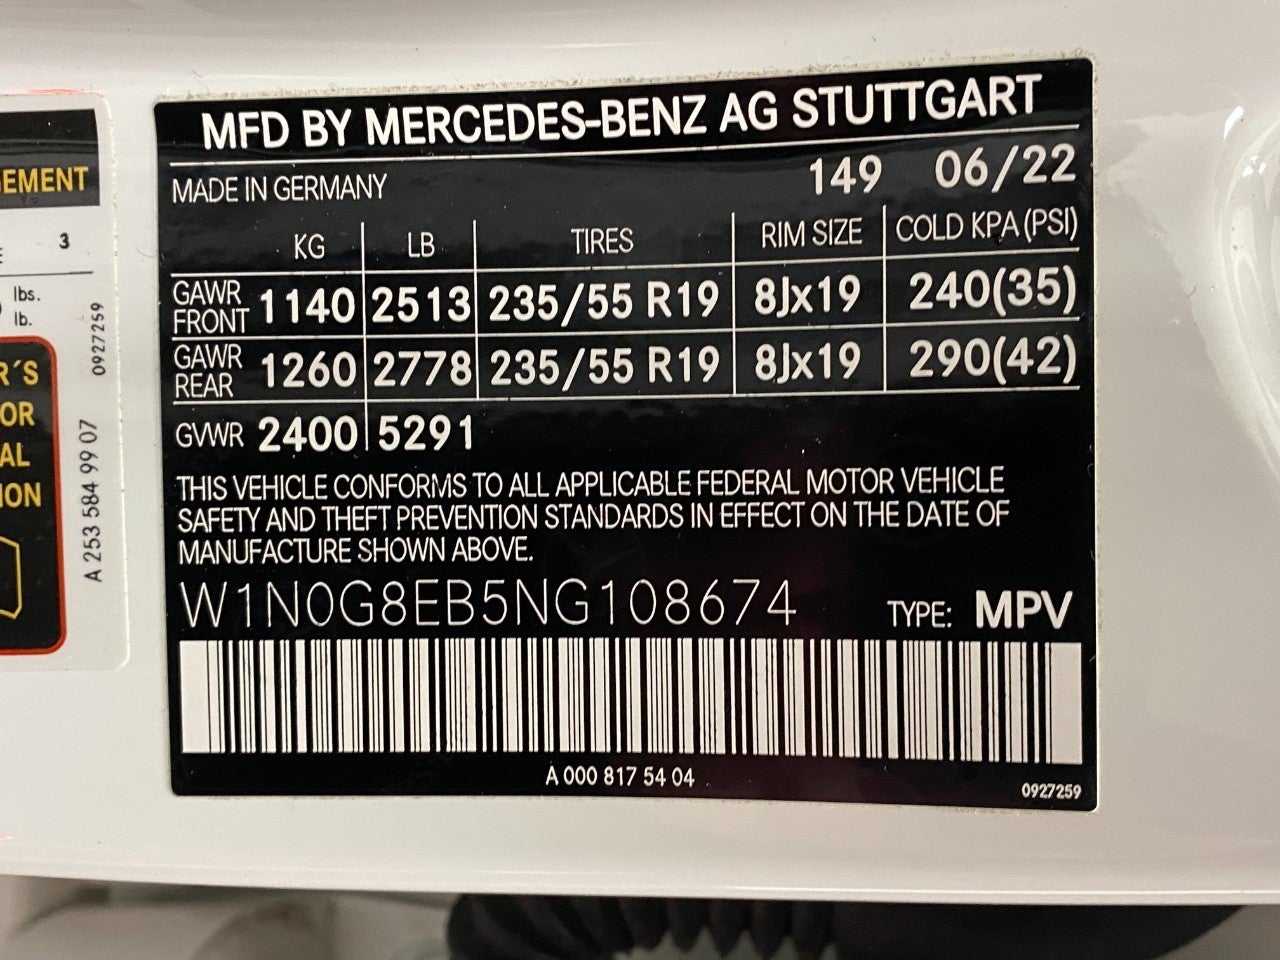 MFD BY MERCEDES-BENZ AG STUTTGART
MADE IN GERMANY 149 06/22
KG LB TIRES RIM SIZE COLD KPA (PSI)
GAWR FRONT 1140 2513 235/55 R19 8Jx19 240(35)
GAWR REAR 1260 2778 235/55 R19 8Jx19 290(42)
GVWR 2400 5291
THIS VEHICLE CONFORMS TO ALL APPLICABLE FEDERAL MOTOR VEHICLE
SAFETY AND THEFT PREVENTION STANDARDS IN EFFECT ON THE DATE OF
MANUFACTURE SHOWN ABOVE.
W1N0G8EB5NG108674 TYPE: MPV
A 000 817 54 04
0927259
3
lbs.
lb.
0927259
A 253 584 99 07